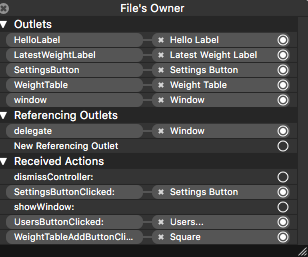 File's Owner
Outlets
HelloLabel Hello Label
LatestWeightLabel Latest Weight Label
SettingsButton Settings Button
WeightTable Weight Table
window Window
Referencing Outlets
delegate Window
New Referencing Outlet
Received Actions
dismissController:
SettingsButtonClicked: Settings Button
showWindow:
UsersButtonClicked: Users...
WeightTableAddButtonCli... Square